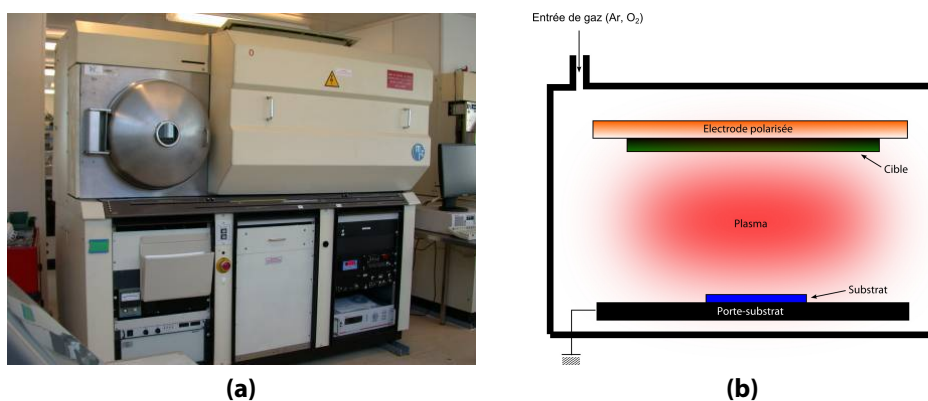 Entrée de gaz (Ar, O₂)
Electrode polarisée
Cible
Plasma
Substrat
Porte-substrat
(a)
(b)